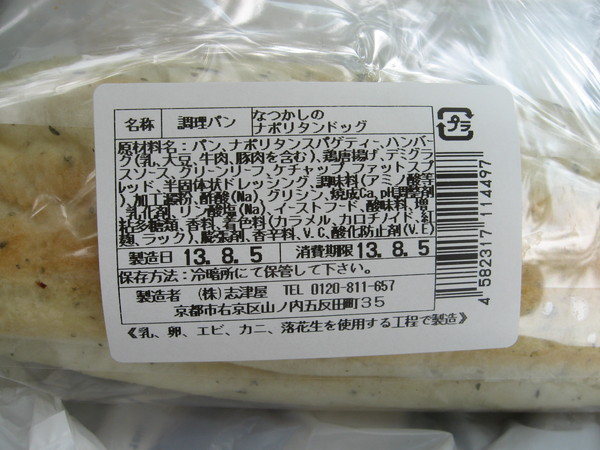 名称 調理パン なつかしの
ナポリタンドッグ
プラ
原材料名：パン、ナポリタンスパゲティー、ハンバー
グ(乳、大豆、牛肉、豚肉を含む)、鶏唐揚げ、デミグラ
スソース、グリーンリーフ、ケチャップ、ファットスプ
レッド、半固体状ドレッシング、調味料(アミノ酸等
)、加工澱粉、酢酸(Na)、グリシン、焼成Ca、pH調整剤
、乳化剤、リン酸塩(Na)、イーストフード、酸味料、増
粘多糖類、香料、着色料(カラメル、カロチノイド、紅
麹、ラック)、膨張剤、香辛料、V.C、酸化防止剤(V.E)
製造日 13.8.5 消費期限 13.8.5
保存方法：冷暗所にて保管して下さい。
製造者 (株)志津屋 TEL 0120-811-657
京都市右京区山ノ内五反田町35
《乳、卵、エビ、カニ、落花生を使用する工程で製造》
4 582317 114497